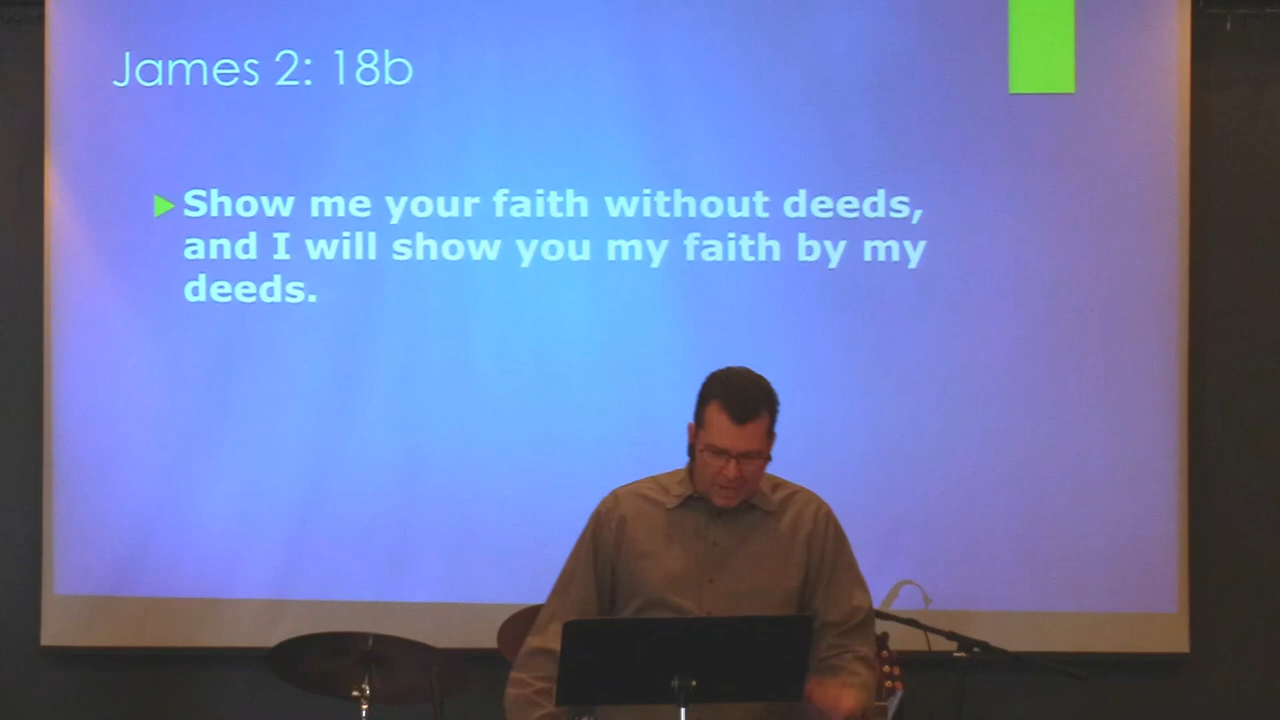 James 2: 18b
Show me your faith without deeds,
and I will show you my faith by my
deeds.